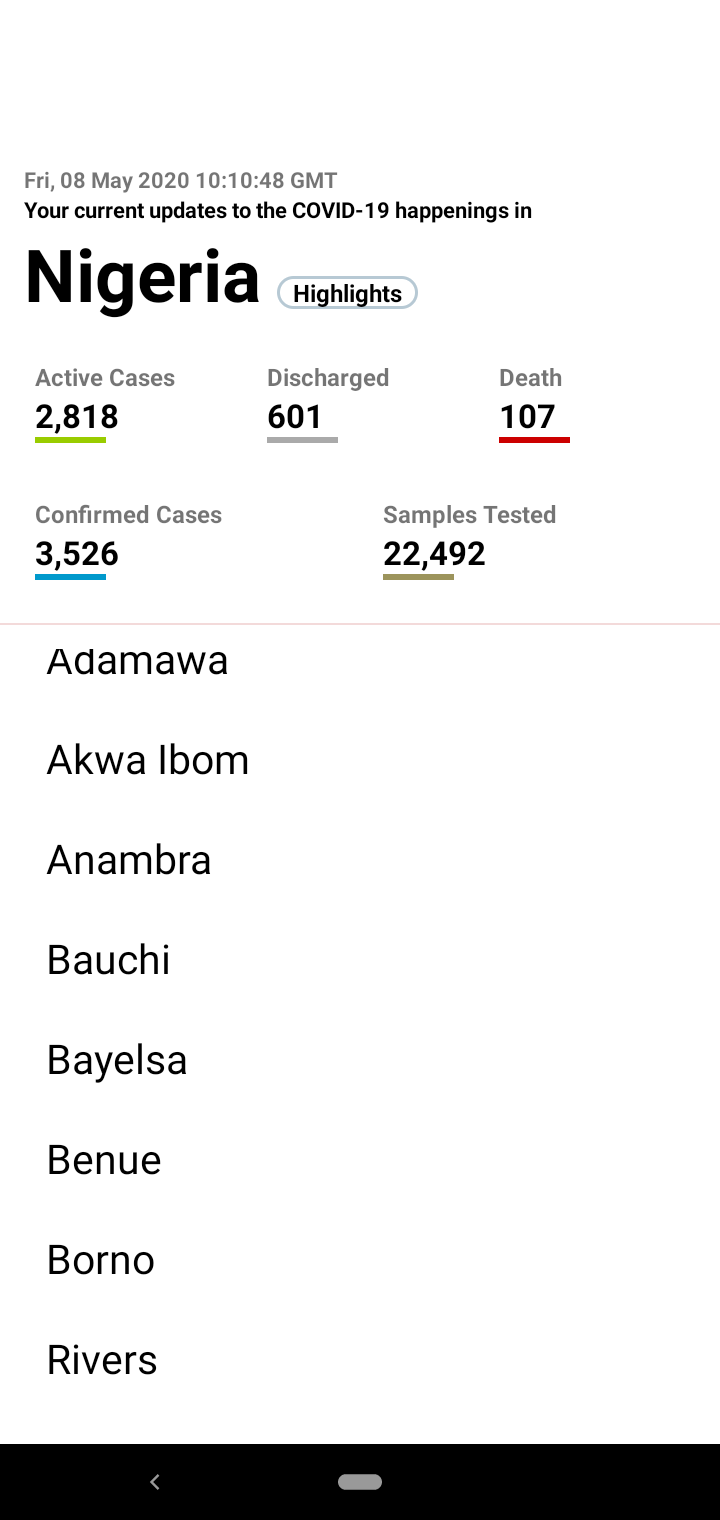 Fri, 08 May 2020 10:10:48 GMT
Your current updates to the COVID-19 happenings in
Nigeria Highlights
Active Cases Discharged Death
2,818 601 107
Confirmed Cases Samples Tested
3,526 22,492
Adamawa
Akwa Ibom
Anambra
Bauchi
Bayelsa
Benue
Borno
Rivers